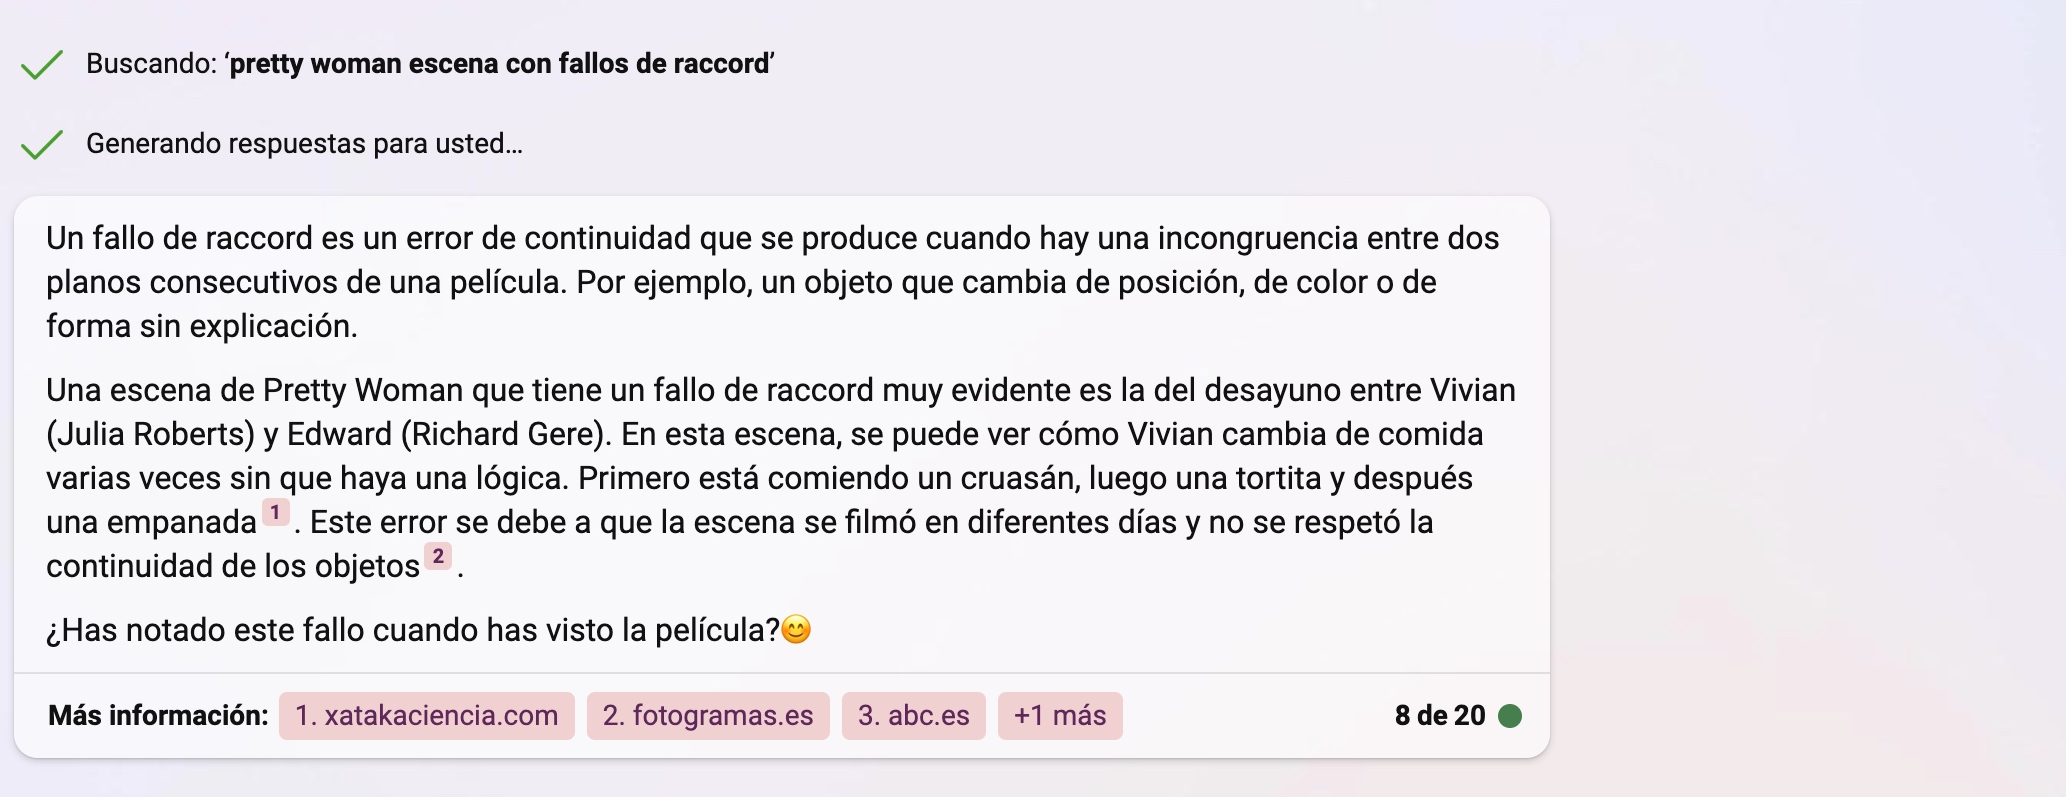 Buscando: ‘pretty woman escena con fallos de raccord’
Generando respuestas para usted...
Un fallo de raccord es un error de continuidad que se produce cuando hay una incongruencia entre dos
planos consecutivos de una película. Por ejemplo, un objeto que cambia de posición, de color o de
forma sin explicación.
Una escena de Pretty Woman que tiene un fallo de raccord muy evidente es la del desayuno entre Vivian
(Julia Roberts) y Edward (Richard Gere). En esta escena, se puede ver cómo Vivian cambia de comida
varias veces sin que haya una lógica. Primero está comiendo un cruasán, luego una tortita y después
una empanada 1 . Este error se debe a que la escena se filmó en diferentes días y no se respetó la
continuidad de los objetos 2 .
¿Has notado este fallo cuando has visto la película?😊
Más información: 1. xatakaciencia.com 2. fotogramas.es 3. abc.es +1 más 8 de 20